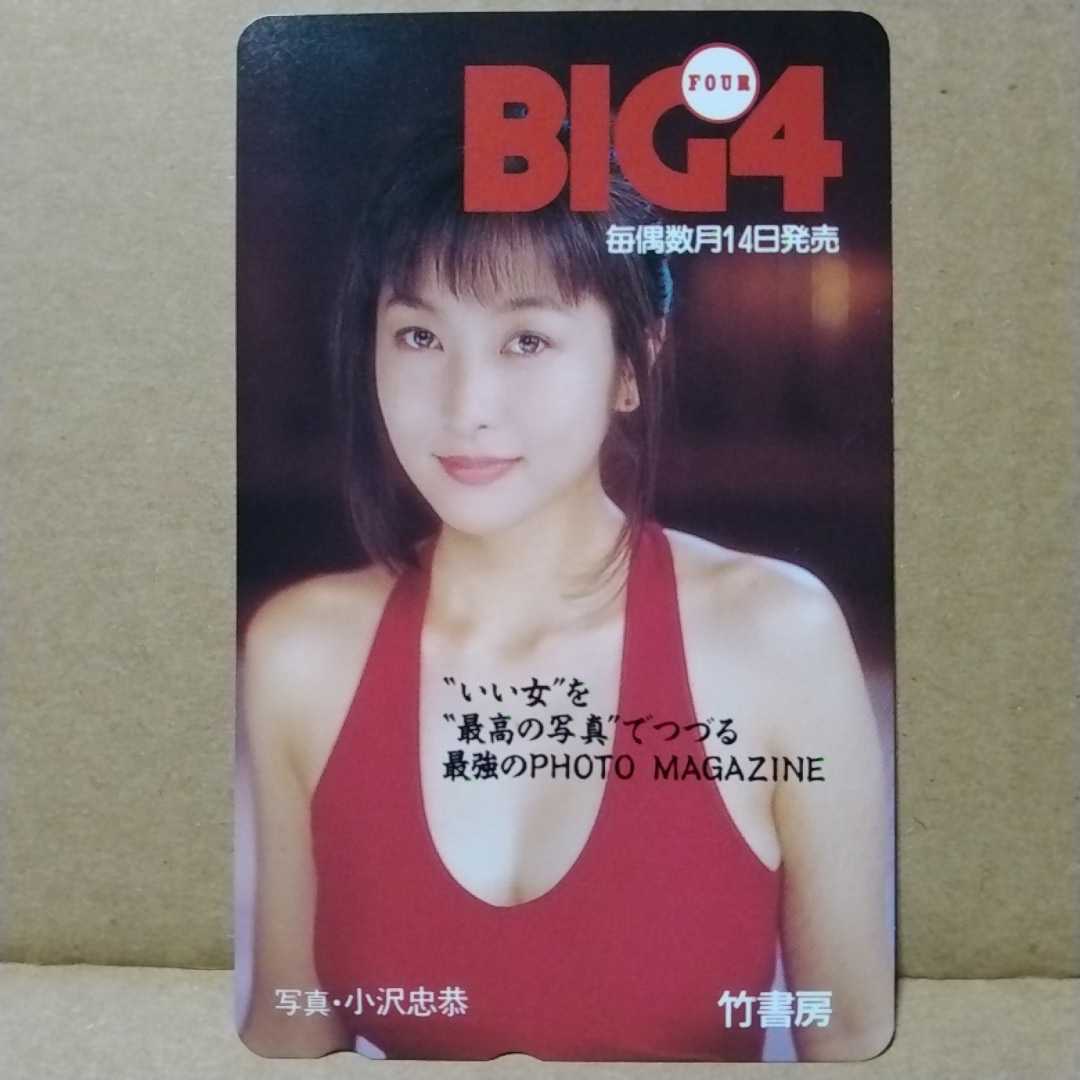 BIG4
FOUR
毎偶数月14日発売
"いい女"を
"最高の写真"でつづる
最強のPHOTO MAGAZINE
写真・小沢忠恭
竹書房